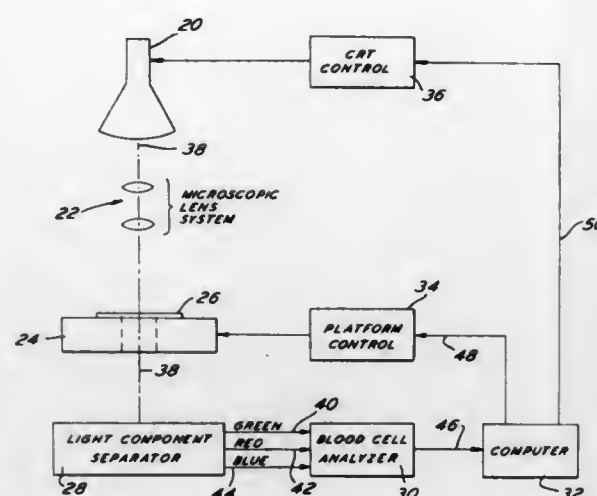 20
CRT
CONTROL
36
38
22
MICROSCOPIC
LENS
SYSTEM
50
26
34
24
PLATFORM
CONTROL
48
38
GREEN
40
LIGHT COMPONENT
SEPARATOR
RED
BLOOD CELL
ANALYZER
46
COMPUTER
BLUE
28
44
42
30
32